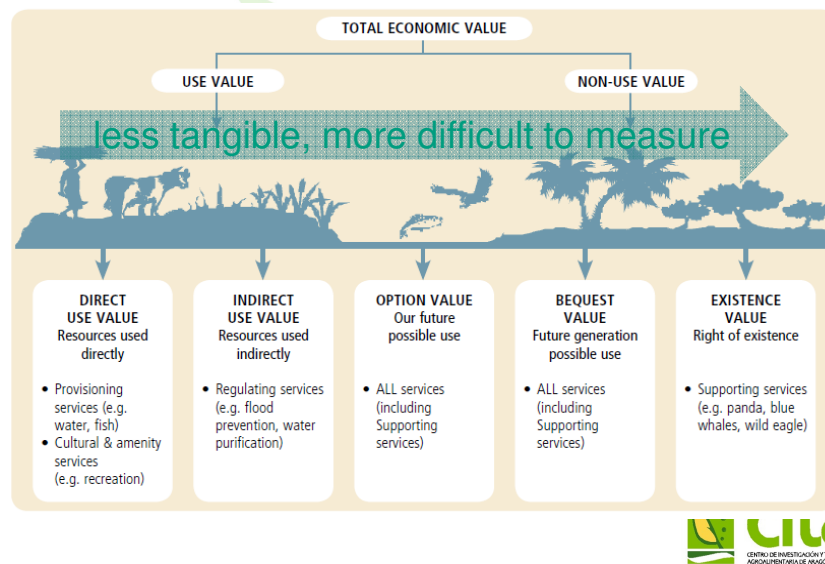 TOTAL ECONOMIC VALUE
USE VALUE
NON-USE VALUE
less tangible, more difficult to measure
DIRECT
USE VALUE
Resources used
directly
• Provisioning
services (e.g.
water, fish)
• Cultural & amenity
services
(e.g. recreation)
INDIRECT
USE VALUE
Resources used
indirectly
• Regulating services
(e.g. flood
prevention, water
purification)
OPTION VALUE
Our future
possible use
• ALL services
(including
Supporting
services)
BEQUEST
VALUE
Future generation
possible use
• ALL services
(including
Supporting
services)
EXISTENCE
VALUE
Right of existence
• Supporting services
(e.g. panda, blue
whales, wild eagle)
CENTRO DE INVESTIGACIÓN Y
AGROALIMENTARIA DE